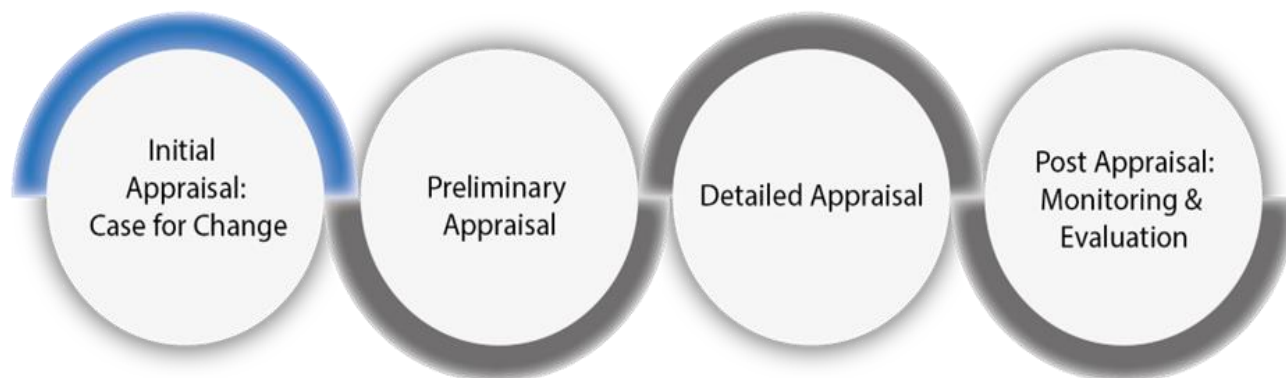 Initial
Appraisal:
Case for Change
Preliminary
Appraisal
Detailed Appraisal
Post Appraisal:
Monitoring &
Evaluation